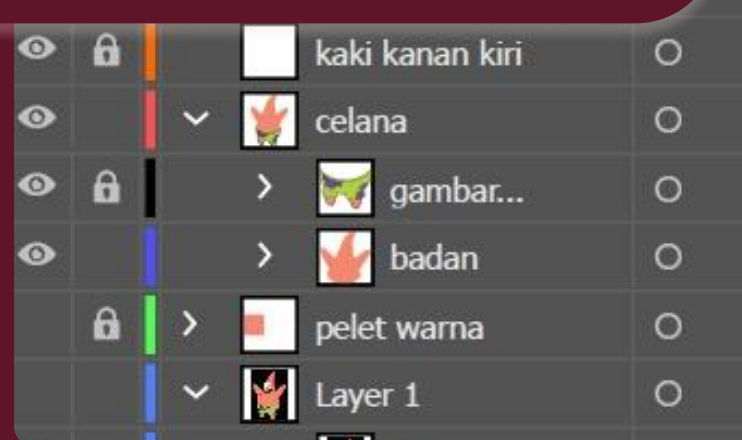 kaki kanan kiri
celana
gambar...
badan
pelet warna
Layer 1